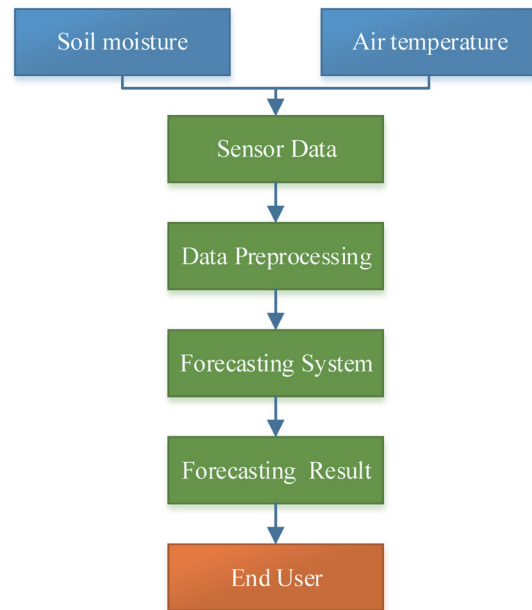 Soil moisture
Air temperature
Sensor Data
Data Preprocessing
Forecasting System
Forecasting Result
End User